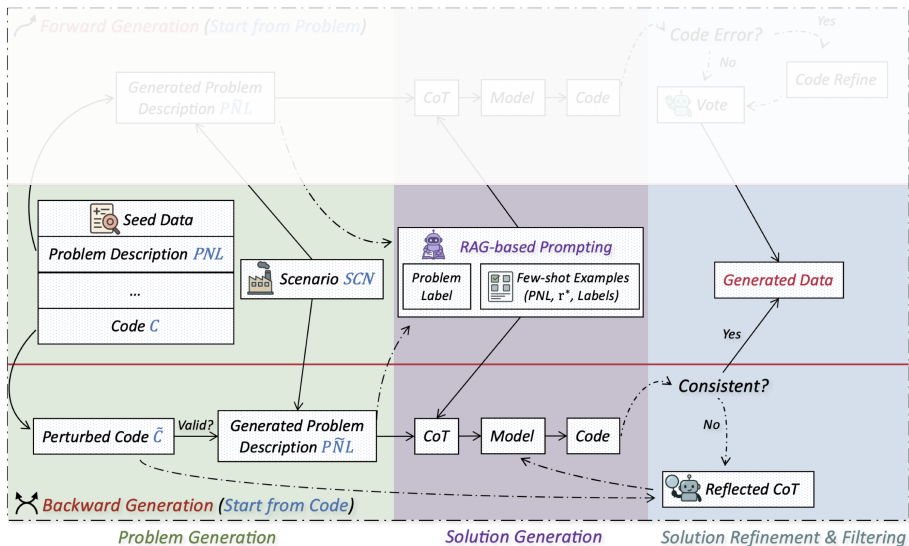 Forward Generation (Start from Problem)
Code Error?
Yes
Generated Problem
Description PÑL
CoT
Model
Code
No
Code Refine
Vote
Seed Data
Problem Description PNL
...
Code C
Scenario SCN
RAG-based Prompting
Problem
Label
Few-shot Examples
(PNL, r*, Labels)
Generated Data
Yes
Consistent?
Perturbed Code C̃
Valid?
Generated Problem
Description PÑL
CoT
Model
Code
No
Reflected CoT
Backward Generation (Start from Code)
Problem Generation
Solution Generation
Solution Refinement & Filtering